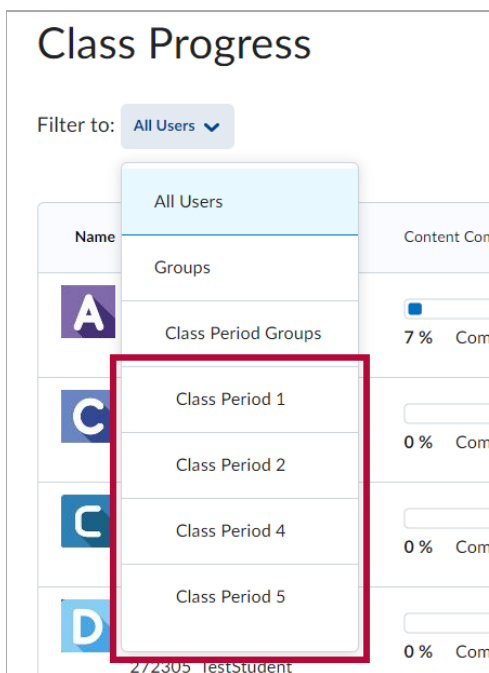 Class Progress
Filter to: All Users
All Users
Name
Content Com
Groups
A
Class Period Groups
7 % Com
Class Period 1
C
0 % Com
Class Period 2
C
Class Period 4
0 % Com
Class Period 5
D
0 % Com
272305 TestStudent